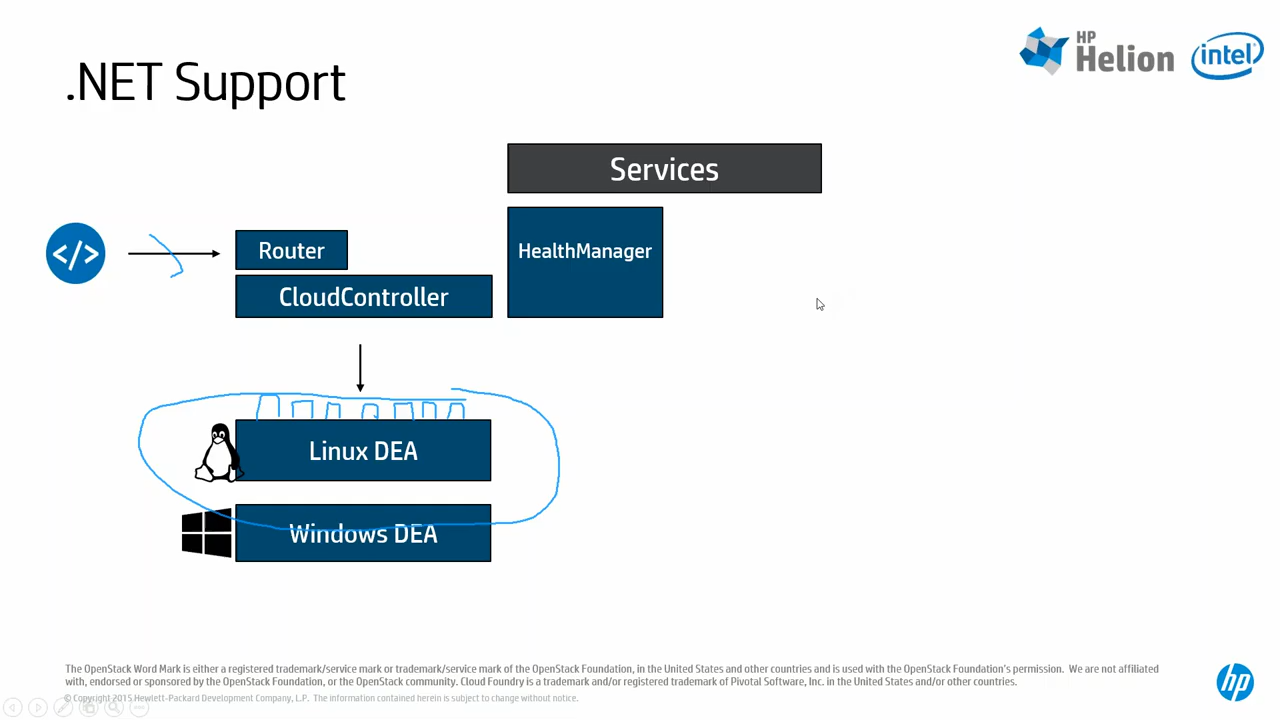 .NET Support
HP
Helion
intel
Services
</>
Router
HealthManager
CloudController
Linux DEA
Windows DEA
The OpenStack Word Mark is either a registered trademark/service mark or trademark/service mark of the OpenStack Foundation, in the United States and other countries and is used with the OpenStack Foundation's permission. We are not affiliated
with, endorsed or sponsored by the OpenStack Foundation, or the OpenStack community. Cloud Foundry is a trademark and/or registered trademark of Pivotal Software, Inc. in the United States and/or other countries.
© Copyright 2015 Hewlett-Packard Development Company, L.P. The information contained herein is subject to change without notice.
hp